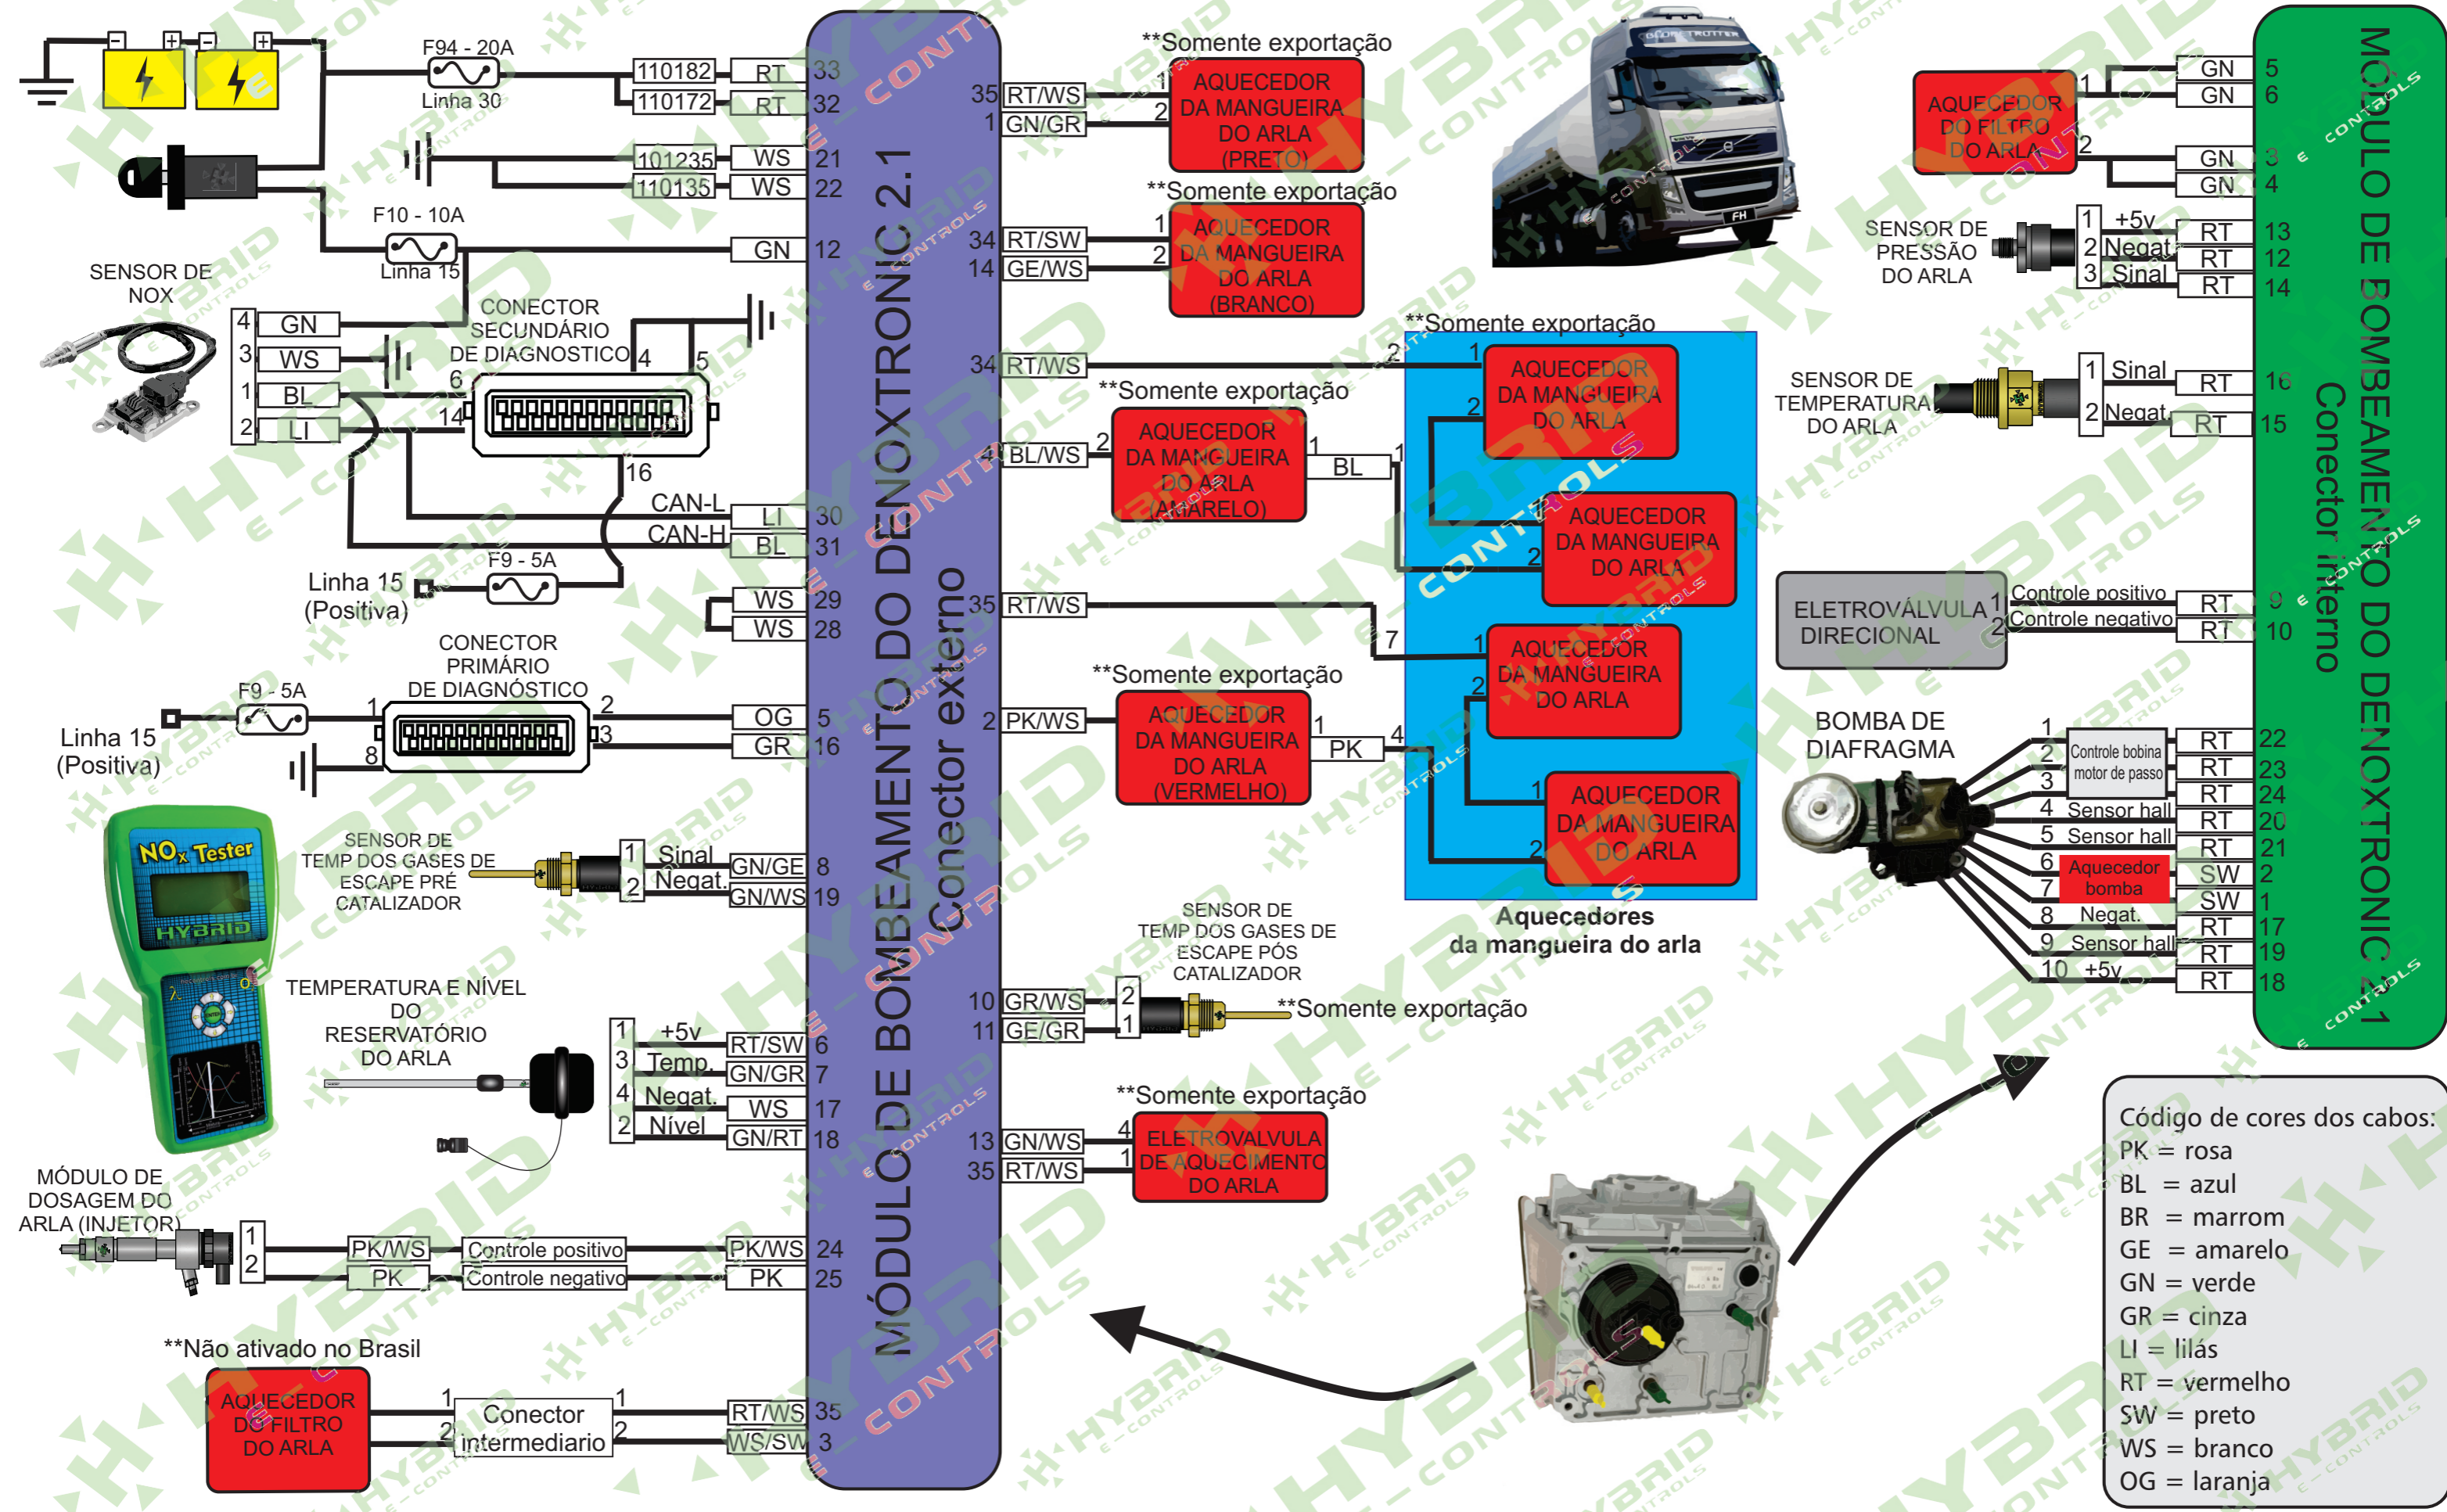 F94 - 20A
Linha 30
110182 RT 33
110172 RT 32
101235 WS 21
110135 WS 22
F10 - 10A
Linha 15
GN 12
SENSOR DE
NOX
4 GN
3 WS
1 BL
2 LI
CONECTOR
SECUNDÁRIO
DE DIAGNOSTICO
4
5
6
14
16
CAN-L LI 30
CAN-H BL 31
F9 - 5A
Linha 15
(Positiva)
WS 29
WS 28
CONECTOR
PRIMÁRIO
DE DIAGNÓSTICO
F9 - 5A
Linha 15
(Positiva)
1
8
2 OG 5
3 GR 16
NOx Tester
HYBRID
SENSOR DE
TEMP DOS GASES DE
ESCAPE PRÉ
CATALIZADOR
1 Sinal GN/GE 8
2 Negat. GN/WS 19
TEMPERATURA E NÍVEL
DO
RESERVATÓRIO
DO ARLA
1 +5v RT/SW 6
3 Temp. GN/GR 7
4 Negat. WS 17
2 Nível GN/RT 18
MÓDULO DE
DOSAGEM DO
ARLA (INJETOR)
1 PK/WS Controle positivo PK/WS 24
2 PK Controle negativo PK 25
**Não ativado no Brasil
AQUECEDOR
DO FILTRO
DO ARLA
Conector
intermediario
1 1 RT/WS 35
2 2 WS/SW 3
MÓDULO DE BOMBEAMENTO DO DENOXTRONIC 2.1
Conector externo
**Somente exportação
35 RT/WS 1
1 GN/GR 2
AQUECEDOR
DA MANGUEIRA
DO ARLA
(PRETO)
**Somente exportação
34 RT/SW 1
14 GE/WS 2
AQUECEDOR
DA MANGUEIRA
DO ARLA
(BRANCO)
**Somente exportação
34 RT/WS 2 1
AQUECEDOR
DA MANGUEIRA
DO ARLA
2
**Somente exportação
4 BL/WS 2
AQUECEDOR
DA MANGUEIRA
DO ARLA
(AMARELO)
1 BL 1
1
AQUECEDOR
DA MANGUEIRA
DO ARLA
2
35 RT/WS 7 1
AQUECEDOR
DA MANGUEIRA
DO ARLA
2
**Somente exportação
2 PK/WS
AQUECEDOR
DA MANGUEIRA
DO ARLA
(VERMELHO)
1 PK 4
1
AQUECEDOR
DA MANGUEIRA
DO ARLA
2
Aquecedores
da mangueira do arla
SENSOR DE
TEMP DOS GASES DE
ESCAPE PÓS
CATALIZADOR
10 GR/WS 2
11 GE/GR 1
**Somente exportação
**Somente exportação
13 GN/WS 4
35 RT/WS 1
ELETROVALVULA
DE AQUECIMENTO
DO ARLA
GLOBETROTTER
FH
AQUECEDOR
DO FILTRO
DO ARLA
1 GN 5
GN 6
2 GN 3
GN 4
SENSOR DE
PRESSÃO
DO ARLA
1 +5v RT 13
2 Negat. RT 12
3 Sinal RT 14
SENSOR DE
TEMPERATURA
DO ARLA
1 Sinal RT 16
2 Negat. RT 15
ELETROVÁLVULA
DIRECIONAL
1 Controle positivo RT 9
2 Controle negativo RT 10
BOMBA DE
DIAFRAGMA
Controle bobina
motor de passo
1 RT 22
2 RT 23
3 RT 24
4 Sensor hall RT 20
5 Sensor hall RT 21
Aquecedor
bomba
6 SW 2
7 SW 1
8 Negat. RT 17
9 Sensor hall RT 19
10 +5v RT 18
MÓDULO DE BOMBEAMENTO DO DENOXTRONIC 2.1
Conector interno
Código de cores dos cabos:
PK = rosa
BL = azul
BR = marrom
GE = amarelo
GN = verde
GR = cinza
LI = lilás
RT = vermelho
SW = preto
WS = branco
OG = laranja
HYBRID
E-CONTROLS